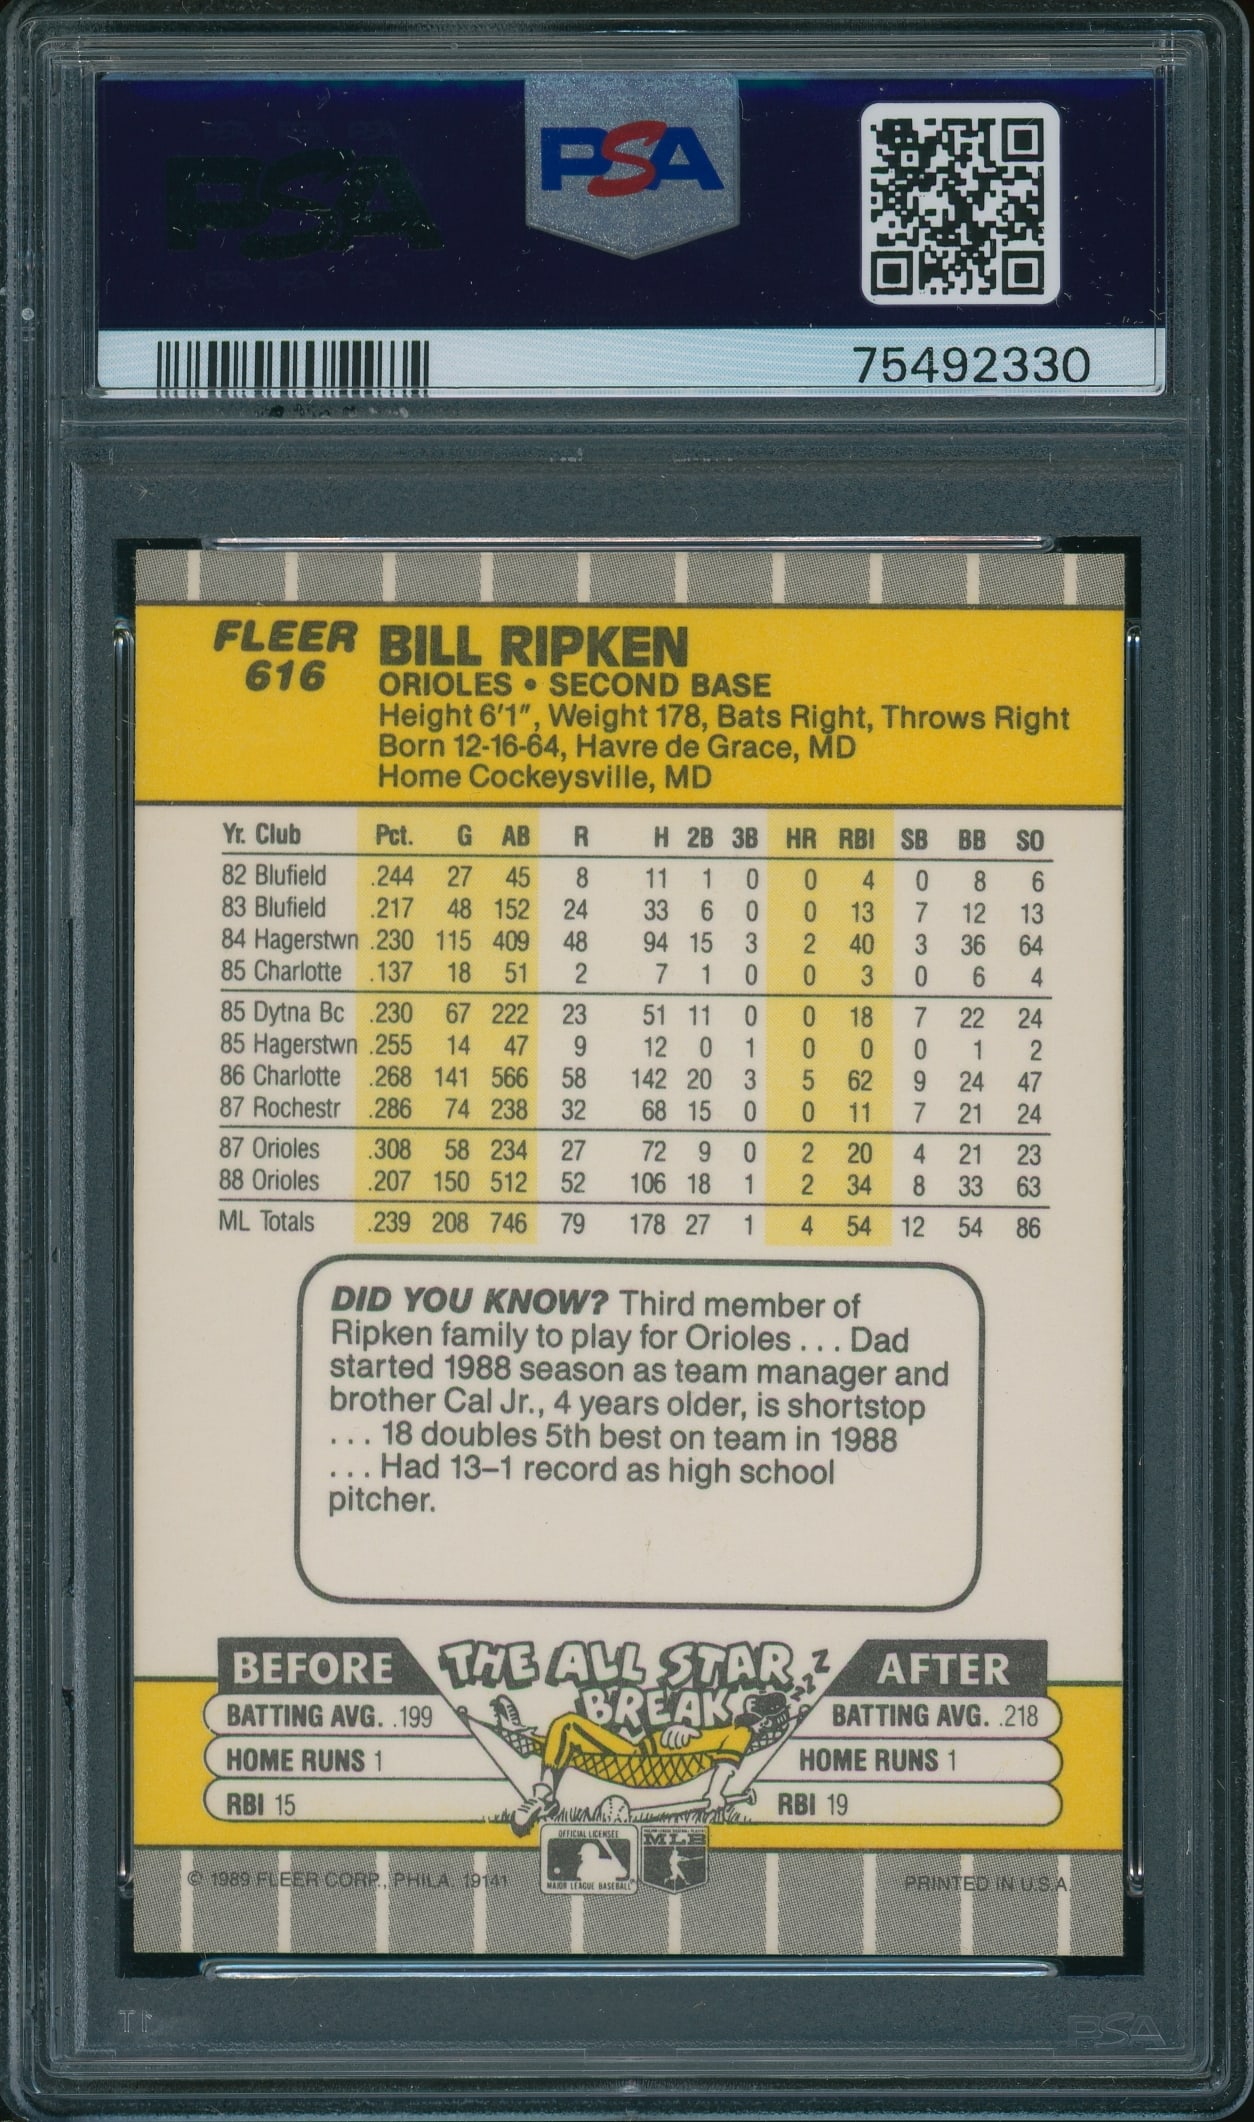 PSA
PSA
75492330
FLEER
616
BILL RIPKEN
ORIOLES • SECOND BASE
Height 6'1", Weight 178, Bats Right, Throws Right
Born 12-16-64, Havre de Grace, MD
Home Cockeysville, MD
Yr. Club Pct. G AB R H 2B 3B HR RBI SB BB SO
82 Blufield .244 27 45 8 11 1 0 0 4 0 8 6
83 Blufield .217 48 152 24 33 6 0 0 13 7 12 13
84 Hagerstwn .230 115 409 48 94 15 3 2 40 3 36 64
85 Charlotte .137 18 51 2 7 1 0 0 3 0 6 4
85 Dytna Bc .230 67 222 23 51 11 0 0 18 7 22 24
85 Hagerstwn .255 14 47 9 12 0 1 0 0 0 1 2
86 Charlotte .268 141 566 58 142 20 3 5 62 9 24 47
87 Rochestr .286 74 238 32 68 15 0 0 11 7 21 24
87 Orioles .308 58 234 27 72 9 0 2 20 4 21 23
88 Orioles .207 150 512 52 106 18 1 2 34 8 33 63
ML Totals .239 208 746 79 178 27 1 4 54 12 54 86
DID YOU KNOW? Third member of
Ripken family to play for Orioles . . . Dad
started 1988 season as team manager and
brother Cal Jr., 4 years older, is shortstop
. . . 18 doubles 5th best on team in 1988
. . . Had 13–1 record as high school
pitcher.
THE ALL STAR
BREAK
ZZZ
BEFORE
BATTING AVG. .199
HOME RUNS 1
RBI 15
AFTER
BATTING AVG. .218
HOME RUNS 1
RBI 19
OFFICIAL LICENSEE
MAJOR LEAGUE BASEBALL
MLB
© 1989 FLEER CORP., PHILA. 19141
PRINTED IN U.S.A.
PSA